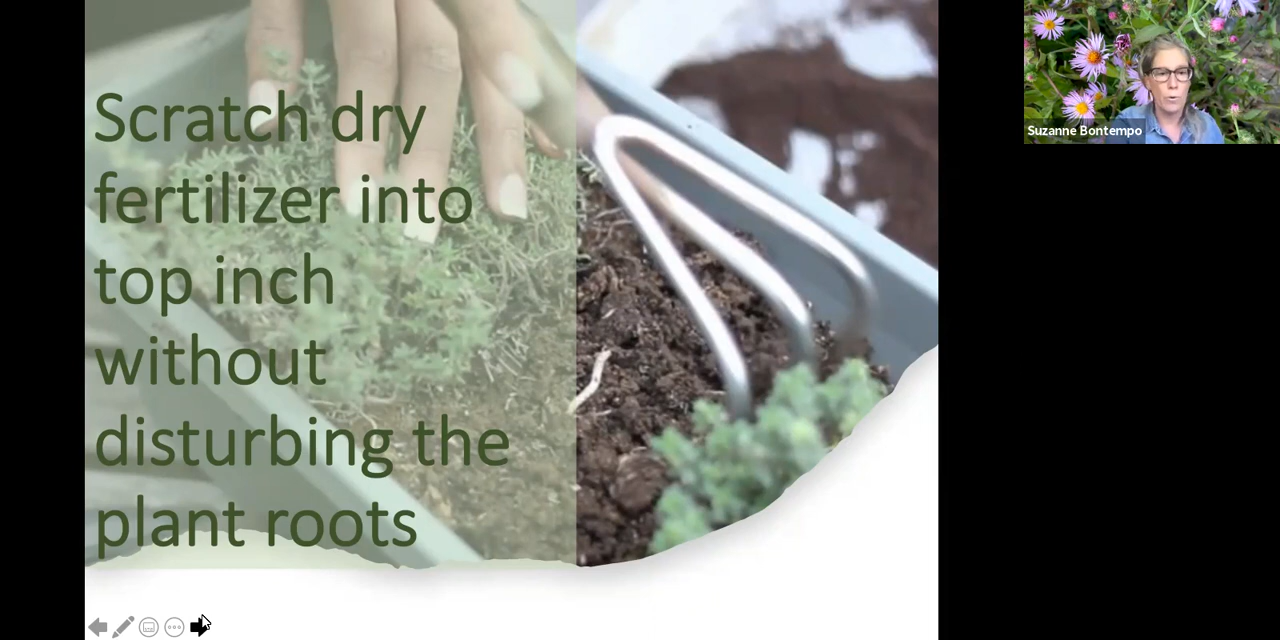 Scratch dry
fertilizer into
top inch
without
disturbing the
plant roots
Suzanne Bontempo